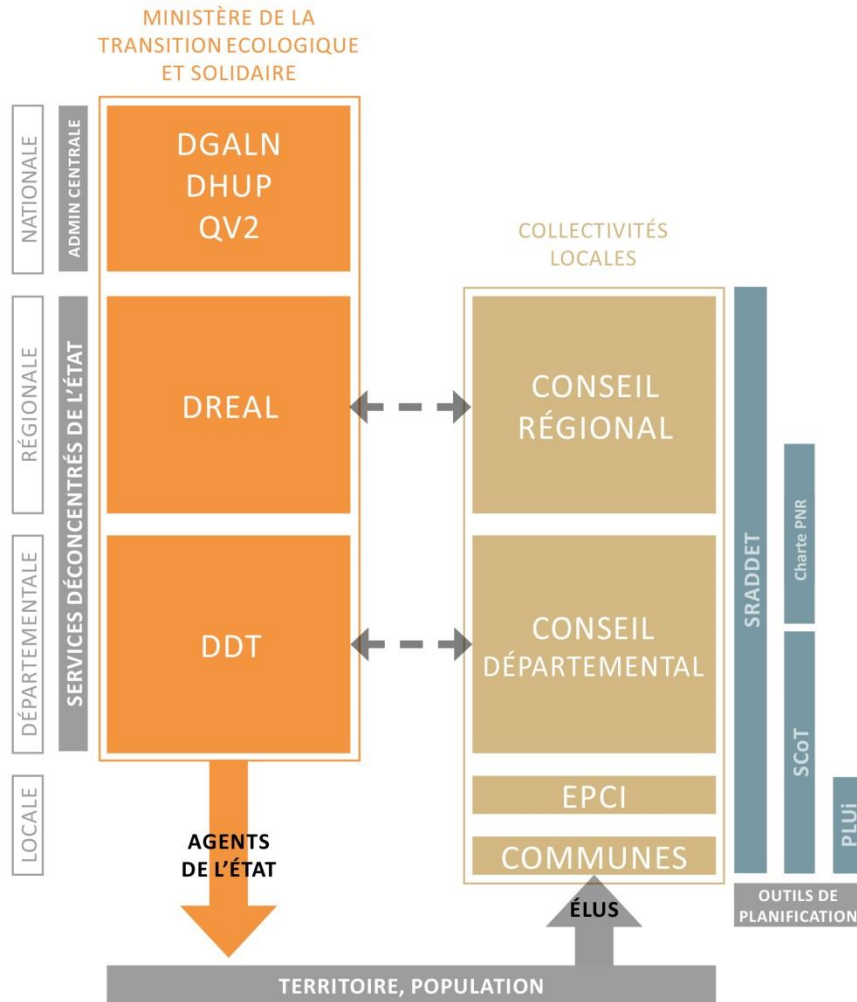 MINISTÈRE DE LA
TRANSITION ECOLOGIQUE
ET SOLIDAIRE
NATIONALE
ADMIN CENTRALE
DGALN
DHUP
QV2
COLLECTIVITÉS
LOCALES
RÉGIONALE
SERVICES DÉCONCENTRÉS DE L'ÉTAT
DREAL
CONSEIL
RÉGIONAL
SRADDET
Charte PNR
DÉPARTEMENTALE
DDT
CONSEIL
DÉPARTEMENTAL
SCoT
LOCALE
EPCI
PLUi
AGENTS
DE L'ÉTAT
COMMUNES
ÉLUS
OUTILS DE
PLANIFICATION
TERRITOIRE, POPULATION